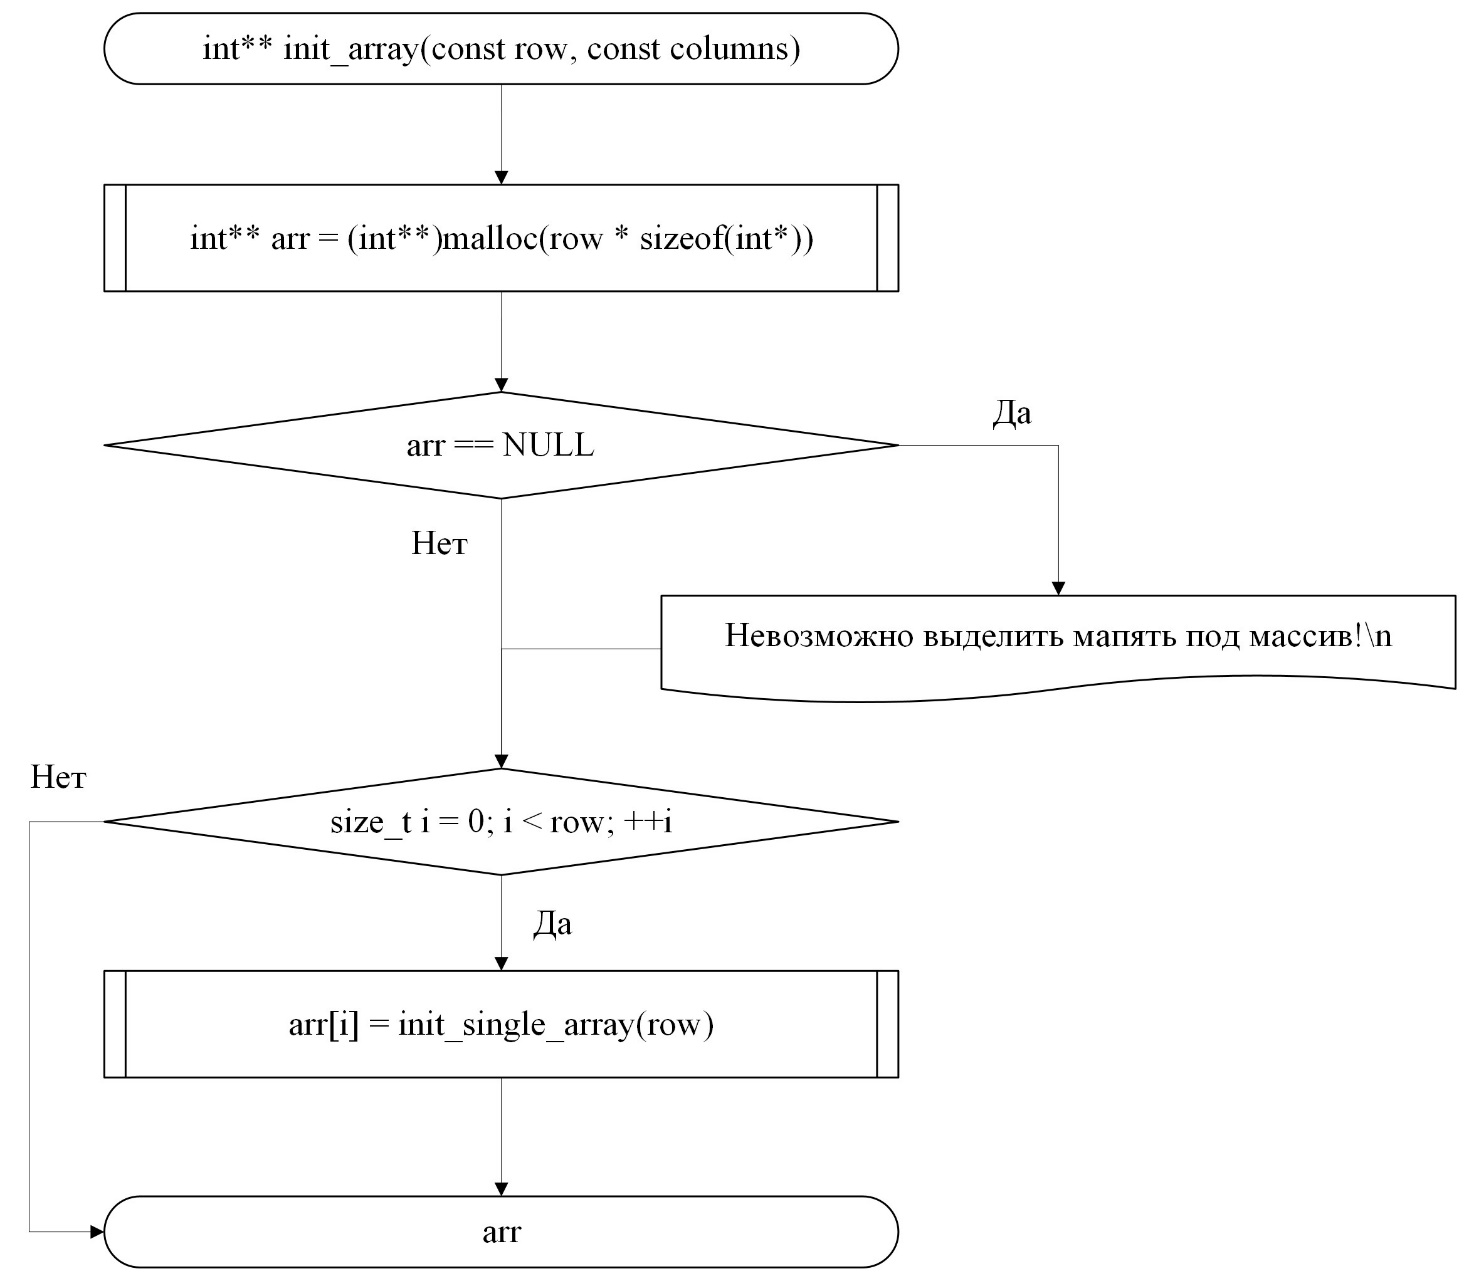 int** init_array(const row, const columns)
int** arr = (int**)malloc(row * sizeof(int*))
Да
arr == NULL
Нет
Невозможно выделить мапять под массив!\n
Нет
size_t i = 0; i < row; ++i
Да
arr[i] = init_single_array(row)
arr